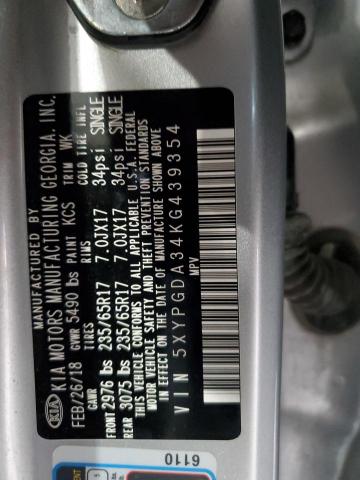 KIA
MANUFACTURED BY
KIA MOTORS MANUFACTURING GEORGIA, INC.
FEB/26/18 GVWR 5490 lbs PAINT KCS TRIM WK
GAWR TIRES RIMS COLD TIRE INFL
FRONT 2976 lbs 235/65R17 7.0JX17 34psi SINGLE
REAR 3075 lbs 235/65R17 7.0JX17 34psi SINGLE
THIS VEHICLE CONFORMS TO ALL APPLICABLE U.S.A. FEDERAL
MOTOR VEHICLE SAFETY AND THEFT PREVENTION STANDARDS
IN EFFECT ON THE DATE OF MANUFACTURE SHOWN ABOVE
VIN 5XYPGDA34KG439354
MPV
6110